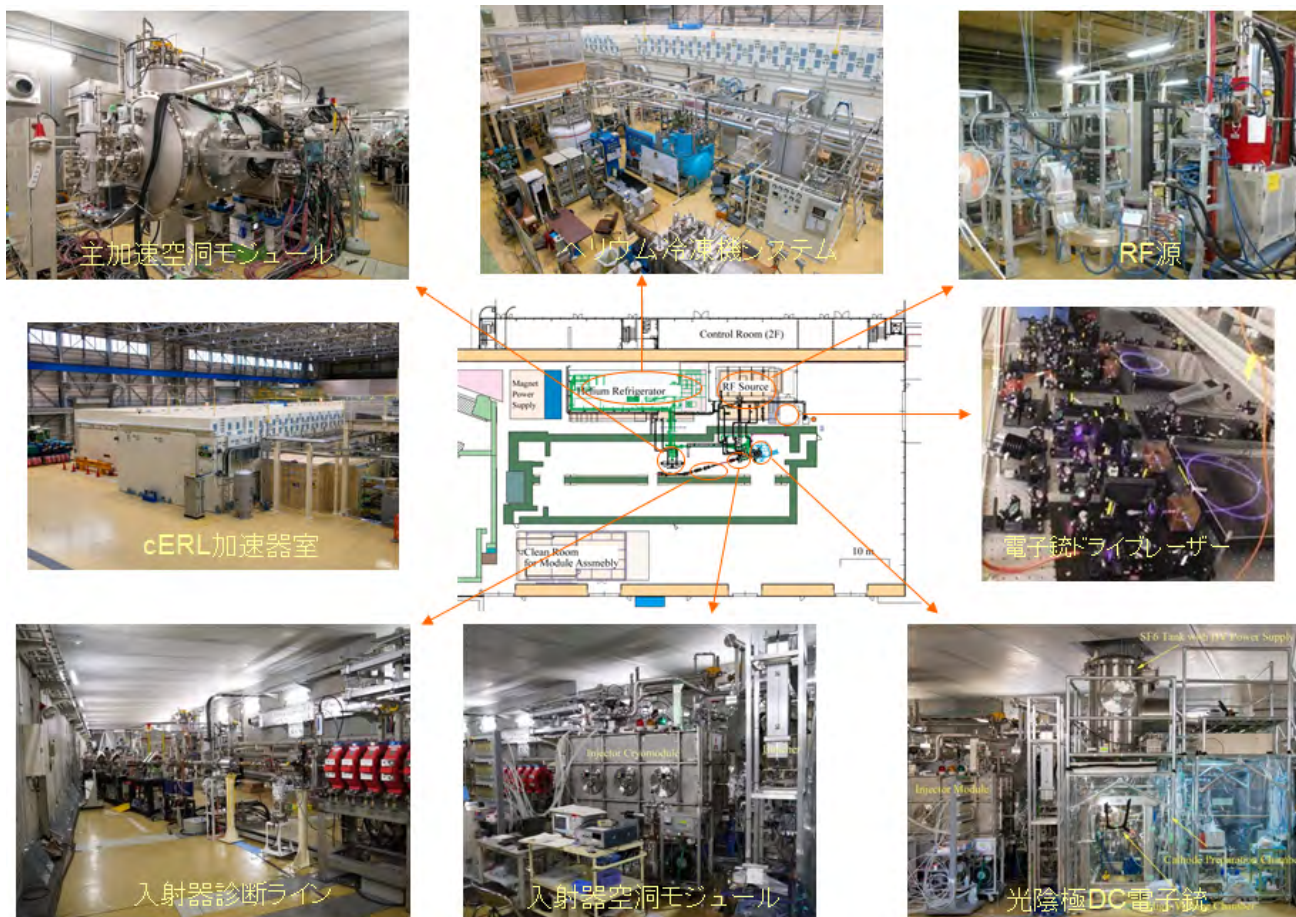 主加速空洞モジュール
ヘリウム冷凍機システム
RF源
Control Room (2F)
Magnet
Power
Supply
Helium Refrigerator
RF Source
cERL加速器室
電子銃ドライブレーザー
Clean Room
for Module Assmebly
10 m
SF6 Tank with HV Power Supply
Injector Cryomodule
Buncher
Injector Module
Cathode Preparation Chamber
Chamber
入射器診断ライン
入射器空洞モジュール
光陰極DC電子銃